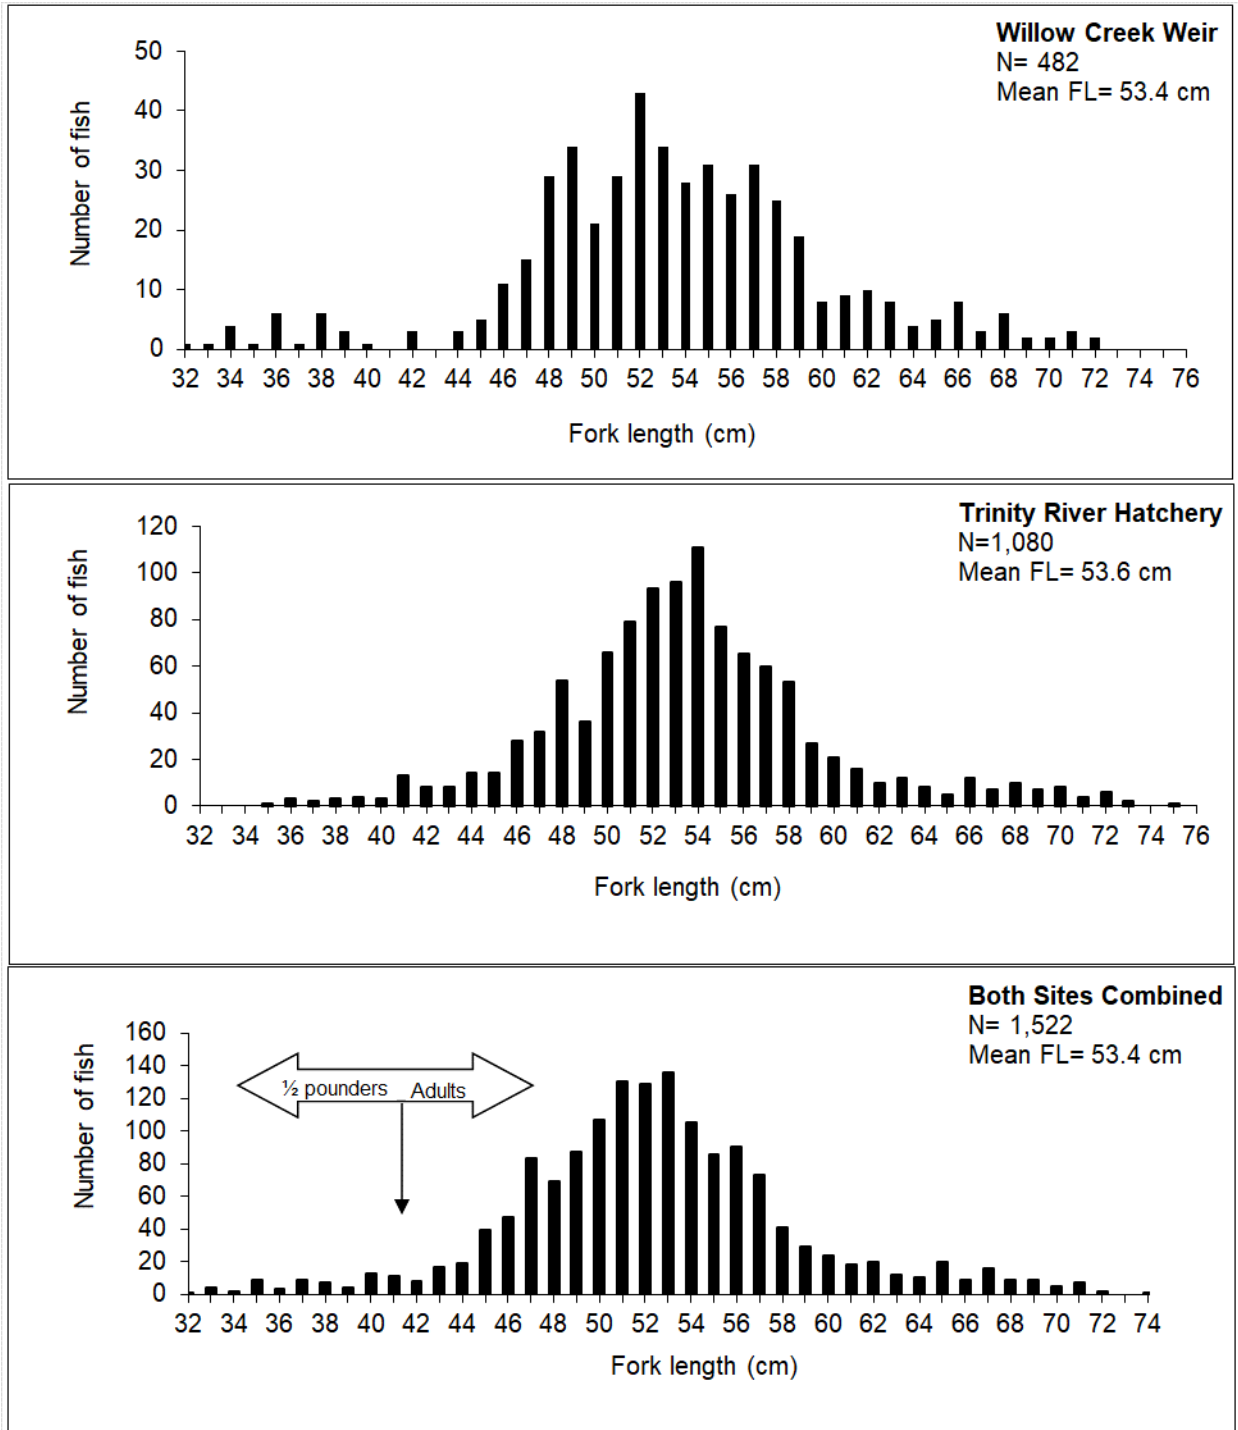 Willow Creek Weir
N= 482
Mean FL= 53.4 cm
Number of fish
50
40
30
20
10
0
32 34 36 38 40 42 44 46 48 50 52 54 56 58 60 62 64 66 68 70 72 74 76
Fork length (cm)
Trinity River Hatchery
N=1,080
Mean FL= 53.6 cm
Number of fish
120
100
80
60
40
20
0
32 34 36 38 40 42 44 46 48 50 52 54 56 58 60 62 64 66 68 70 72 74 76
Fork length (cm)
Both Sites Combined
N= 1,522
Mean FL= 53.4 cm
Number of fish
160
140
120
100
80
60
40
20
0
½ pounders Adults
32 34 36 38 40 42 44 46 48 50 52 54 56 58 60 62 64 66 68 70 72 74
Fork length (cm)